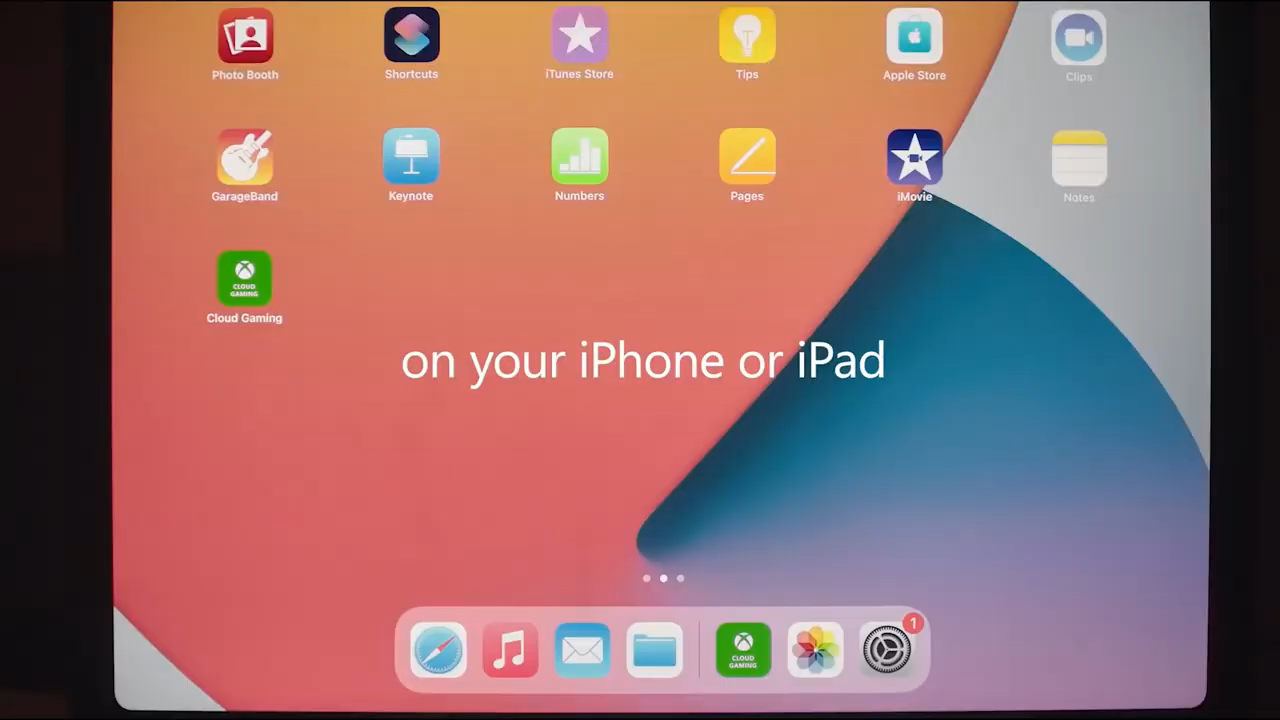 Photo Booth
Shortcuts
iTunes Store
Tips
Apple Store
Clips
GarageBand
Keynote
Numbers
Pages
iMovie
Notes
CLOUD
GAMING
Cloud Gaming
on your iPhone or iPad
CLOUD
GAMING
1